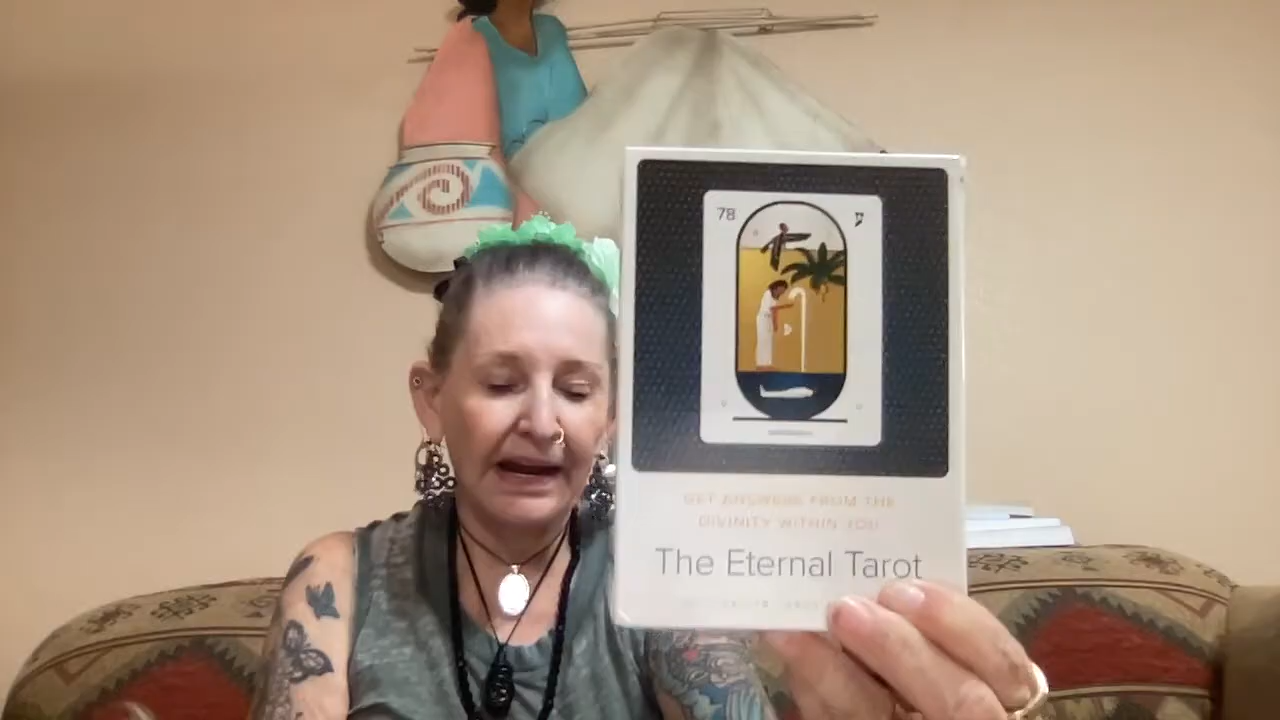 78
GET ANSWERS FROM THE
DIVINITY WITHIN YOU
The Eternal Tarot